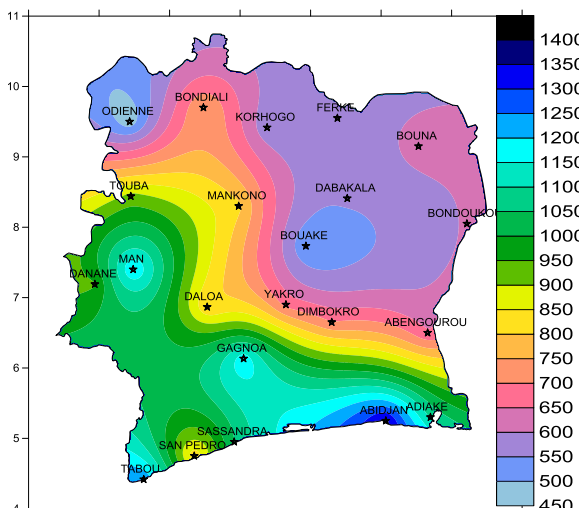 11
10
9
8
7
6
5
ODIENNE
BONDIALI
KORHOGO
FERKE
BOUNA
TOUBA
MANKONO
DABAKALA
BONDOUKOU
BOUAKE
MAN
DANANE
DALOA
YAKRO
DIMBOKRO
ABENGOUROU
GAGNOA
ABIDJAN
ADIAKE
SASSANDRA
SAN PEDRO
TABOU
1400
1350
1300
1250
1200
1150
1100
1050
1000
950
900
850
800
750
700
650
600
550
500
450